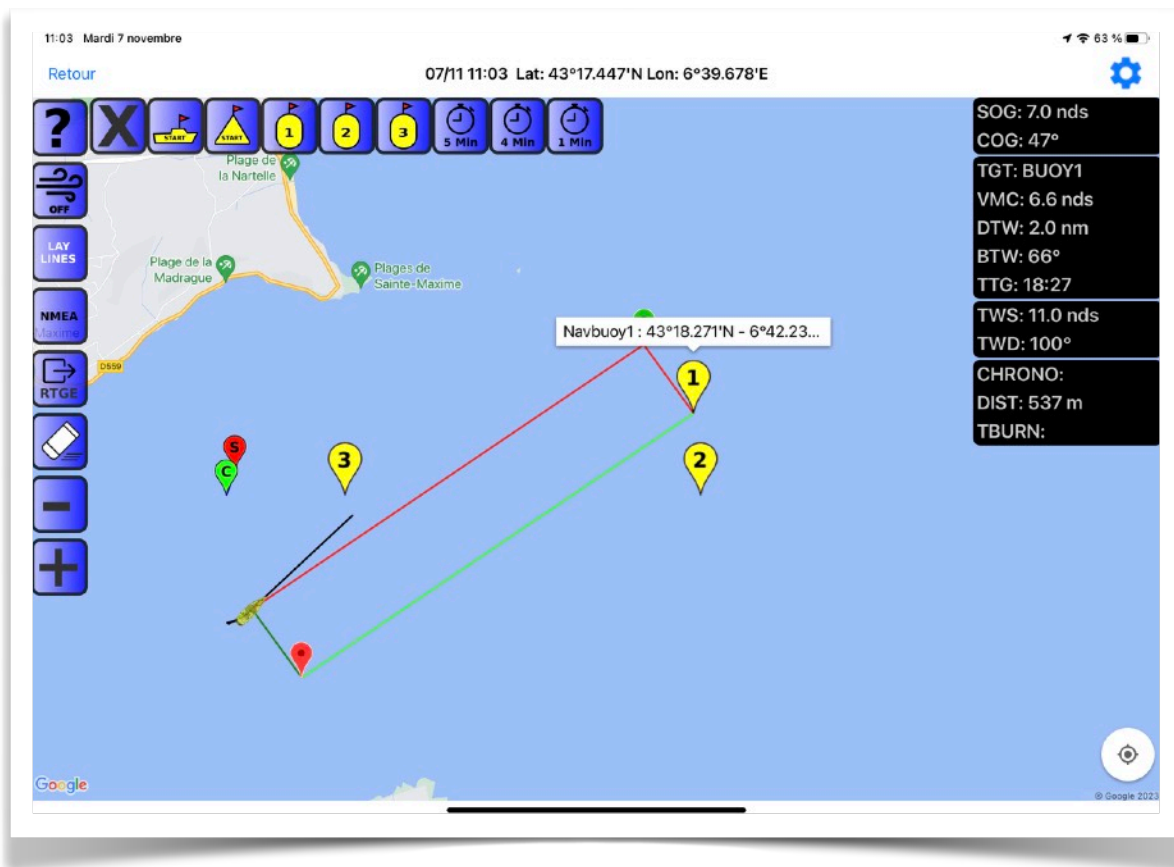 11:03 Mardi 7 novembre
63 %
Retour
07/11 11:03 Lat: 43°17.447'N Lon: 6°39.678'E
?
X
START
START
1
2
3
5 Min
4 Min
1 Min
SOG: 7.0 nds
COG: 47°
TGT: BUOY1
VMC: 6.6 nds
DTW: 2.0 nm
BTW: 66°
TTG: 18:27
TWS: 11.0 nds
TWD: 100°
CHRONO:
DIST: 537 m
TBURN:
OFF
LAY
LINES
NMEA
Maxime
RTGE
-
+
Plage de
la Nartelle
Plage de la
Madrague
Plages de
Sainte-Maxime
D559
Navbuoy1 : 43°18.271'N - 6°42.23...
1
S
C
3
2
Google
© Google 2023